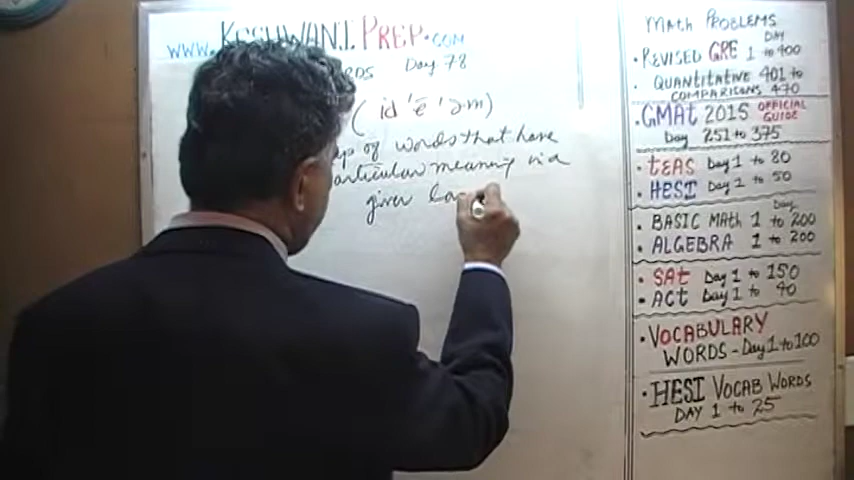 www.KESHWANI PREP.COM
RDS Day 78
(id'ē'əm)
up of words that have
articular meaning in a
given la
MATH PROBLEMS
DAY
• REVISED GRE 1 to 400
• QUANTITATIVE 401 to
COMPARISONS 470
• GMAT 2015 OFFICIAL
GUIDE
Day 251 to 375
• TEAS Day 1 to 80
• HESI Day 1 to 50
Day
• BASIC MATH 1 to 200
• ALGEBRA 1 to 200
• SAT Day 1 to 150
• ACT Day 1 to 40
• VOCABULARY
WORDS - Day 1 to 100
• HESI VOCAB WORDS
DAY 1 to 25